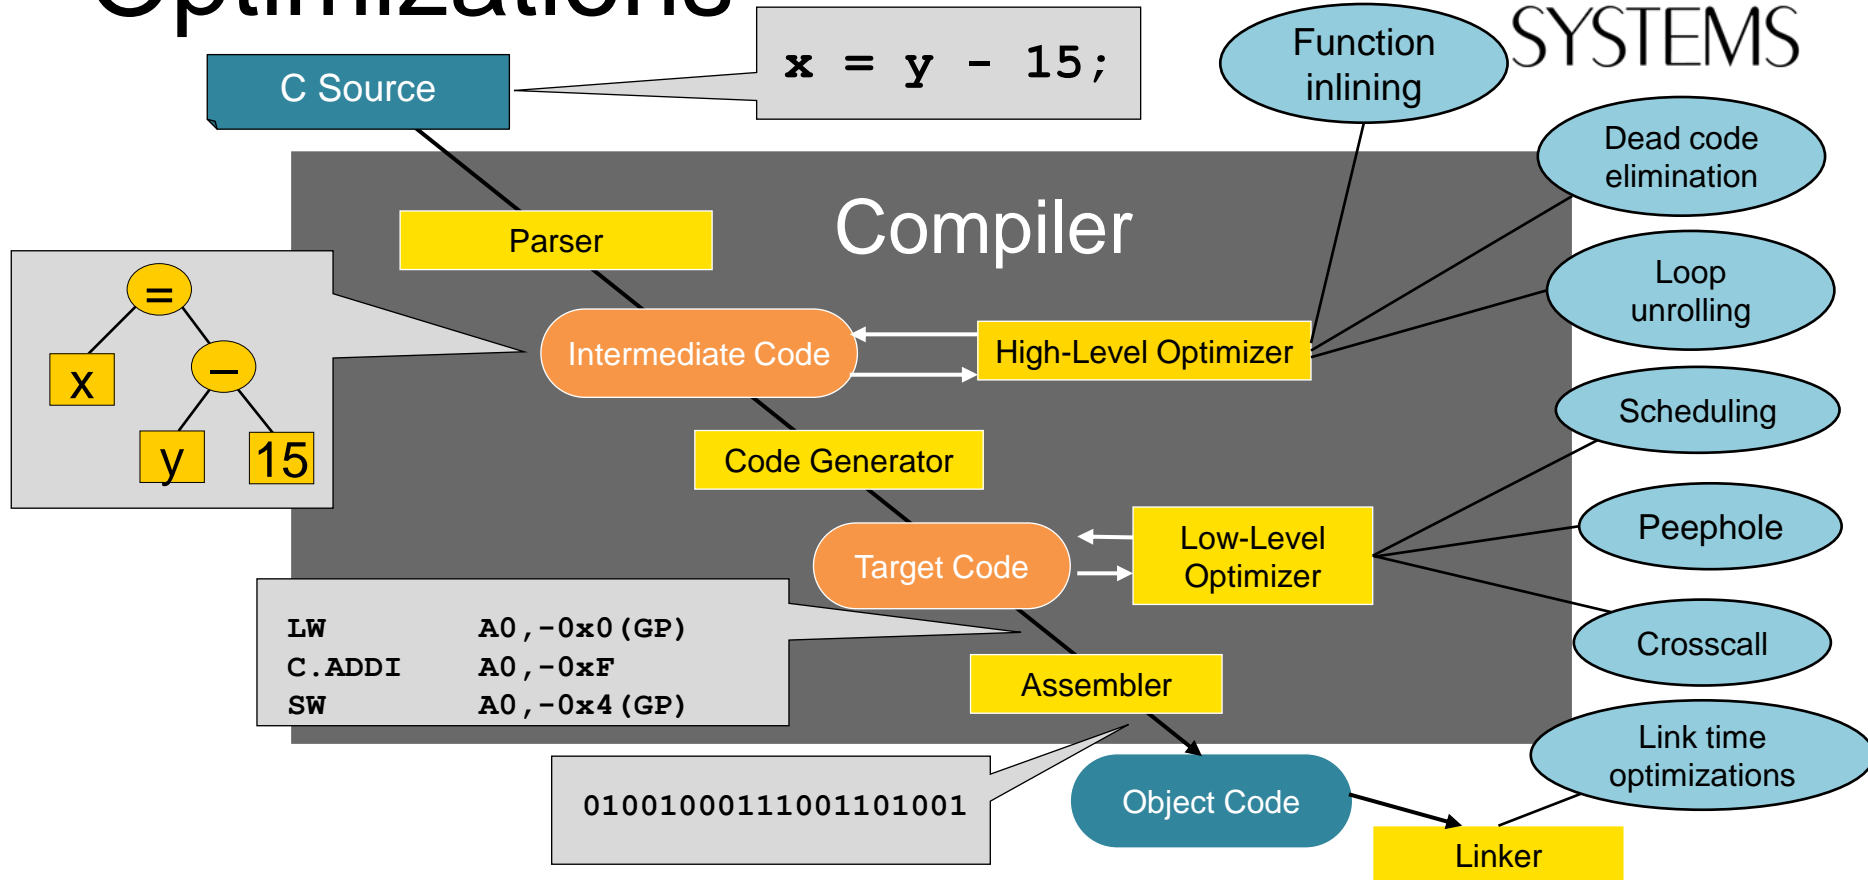 Optimizations
SYSTEMS
C Source
x = y - 15;
Function
inlining
Dead code
elimination
Compiler
Parser
Loop
unrolling
=
x
–
y
15
Intermediate Code
High-Level Optimizer
Scheduling
Code Generator
Peephole
Target Code
Low-Level
Optimizer
LW A0,-0x0(GP)
C.ADDI A0,-0xF
SW A0,-0x4(GP)
Crosscall
Assembler
Link time
optimizations
01001000111001101001
Object Code
Linker